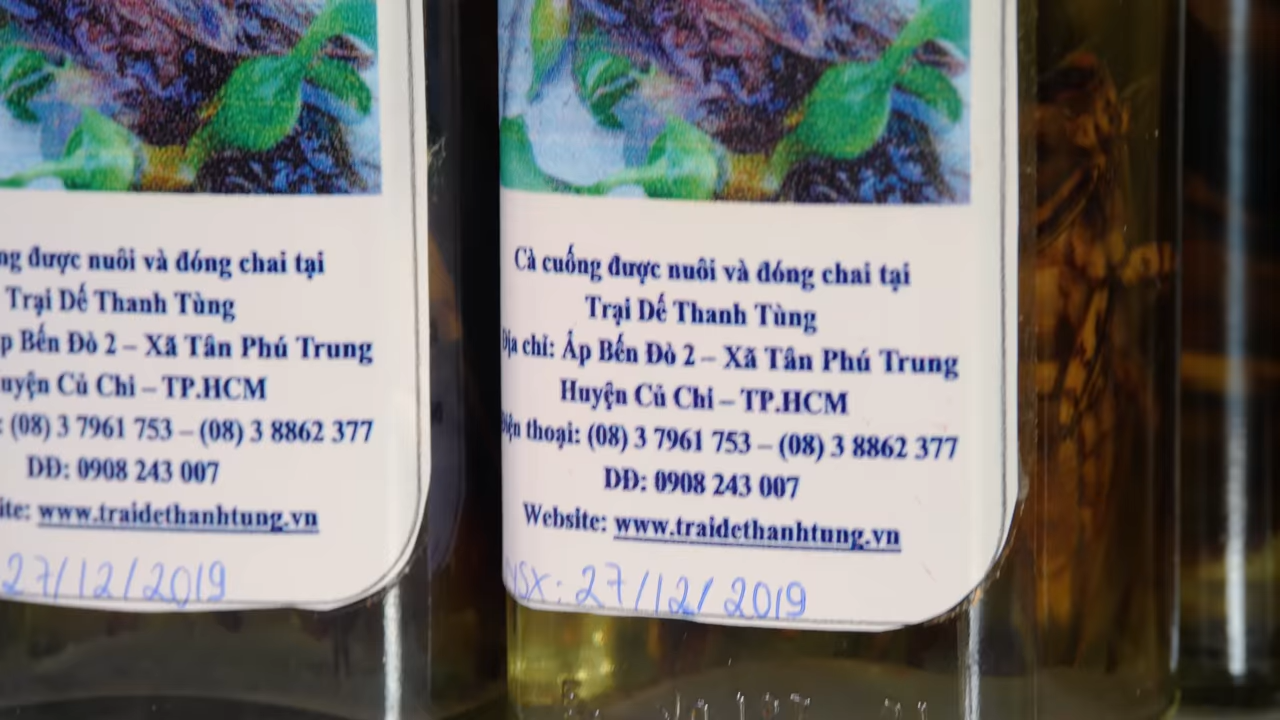 ng được nuôi và đóng chai tại
Trại Dế Thanh Tùng
p Bến Đò 2 – Xã Tân Phú Trung
uyện Củ Chi – TP.HCM
: (08) 3 7961 753 – (08) 3 8862 377
DĐ: 0908 243 007
ite: www.traidethanhtung.vn
27/12/2019
Cà cuống được nuôi và đóng chai tại
Trại Dế Thanh Tùng
Địa chỉ: Ấp Bến Đò 2 – Xã Tân Phú Trung
Huyện Củ Chi – TP.HCM
Điện thoại: (08) 3 7961 753 – (08) 3 8862 377
DĐ: 0908 243 007
Website: www.traidethanhtung.vn
NSX: 27/12/2019